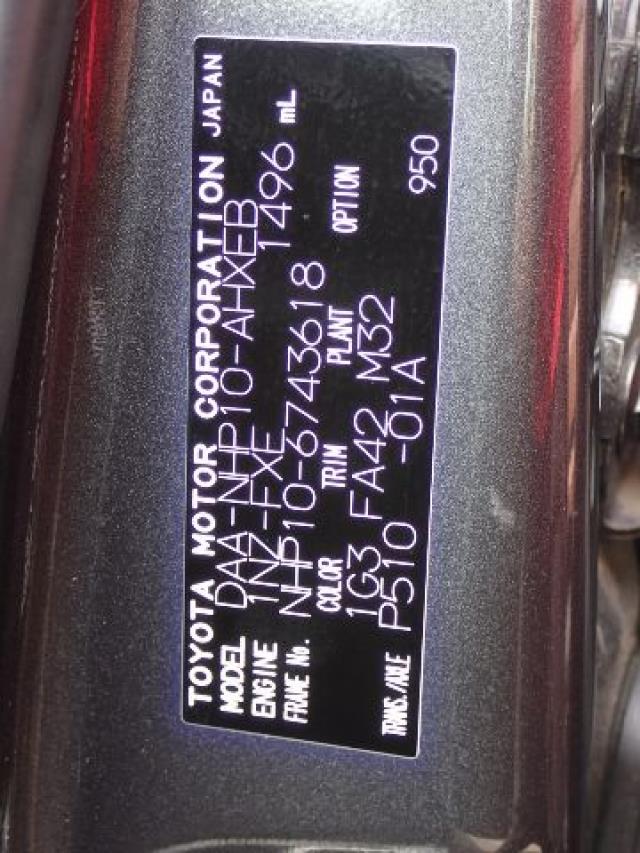 TOYOTA MOTOR CORPORATION JAPAN
MODEL DAA-NHP10-AHXEB
ENGINE 1NZ-FXE 1496 mL
FRAME No. NHP10-6743618
COLOR TRIM PLANT OPTION
1G3 FA42 M32
TRANS./AXLE P510 -01A 950